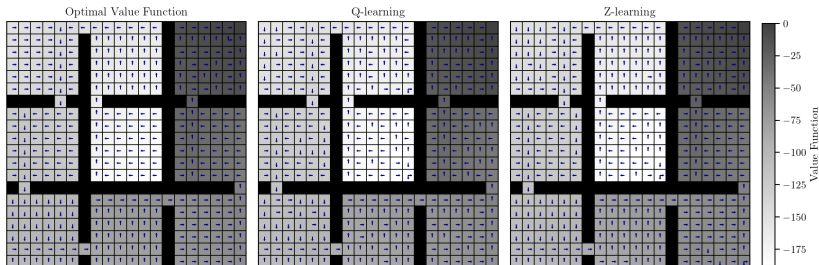 Optimal Value Function
Q-learning
Z-learning
0
−25
−50
−75
−100
−125
−150
−175
Value Function